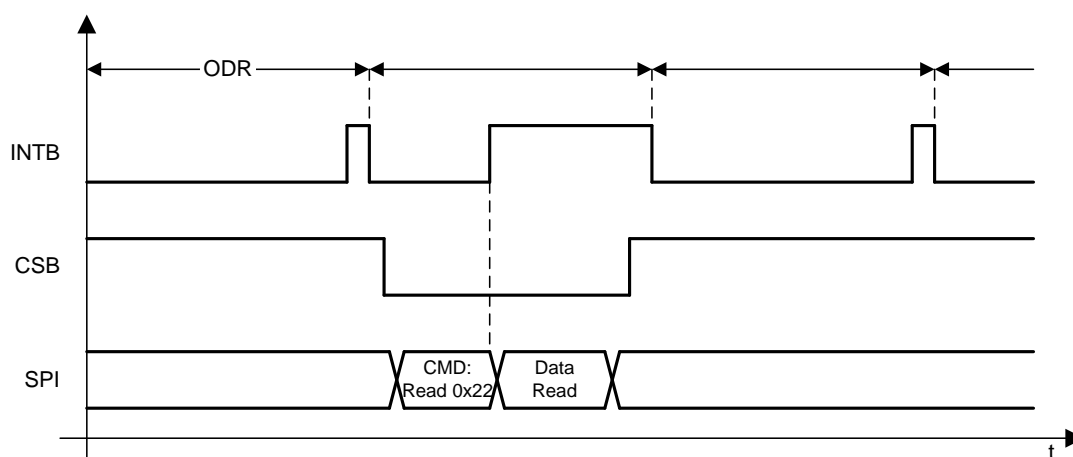 ODR
INTB
CSB
SPI
CMD:
Read 0x22
Data
Read
t